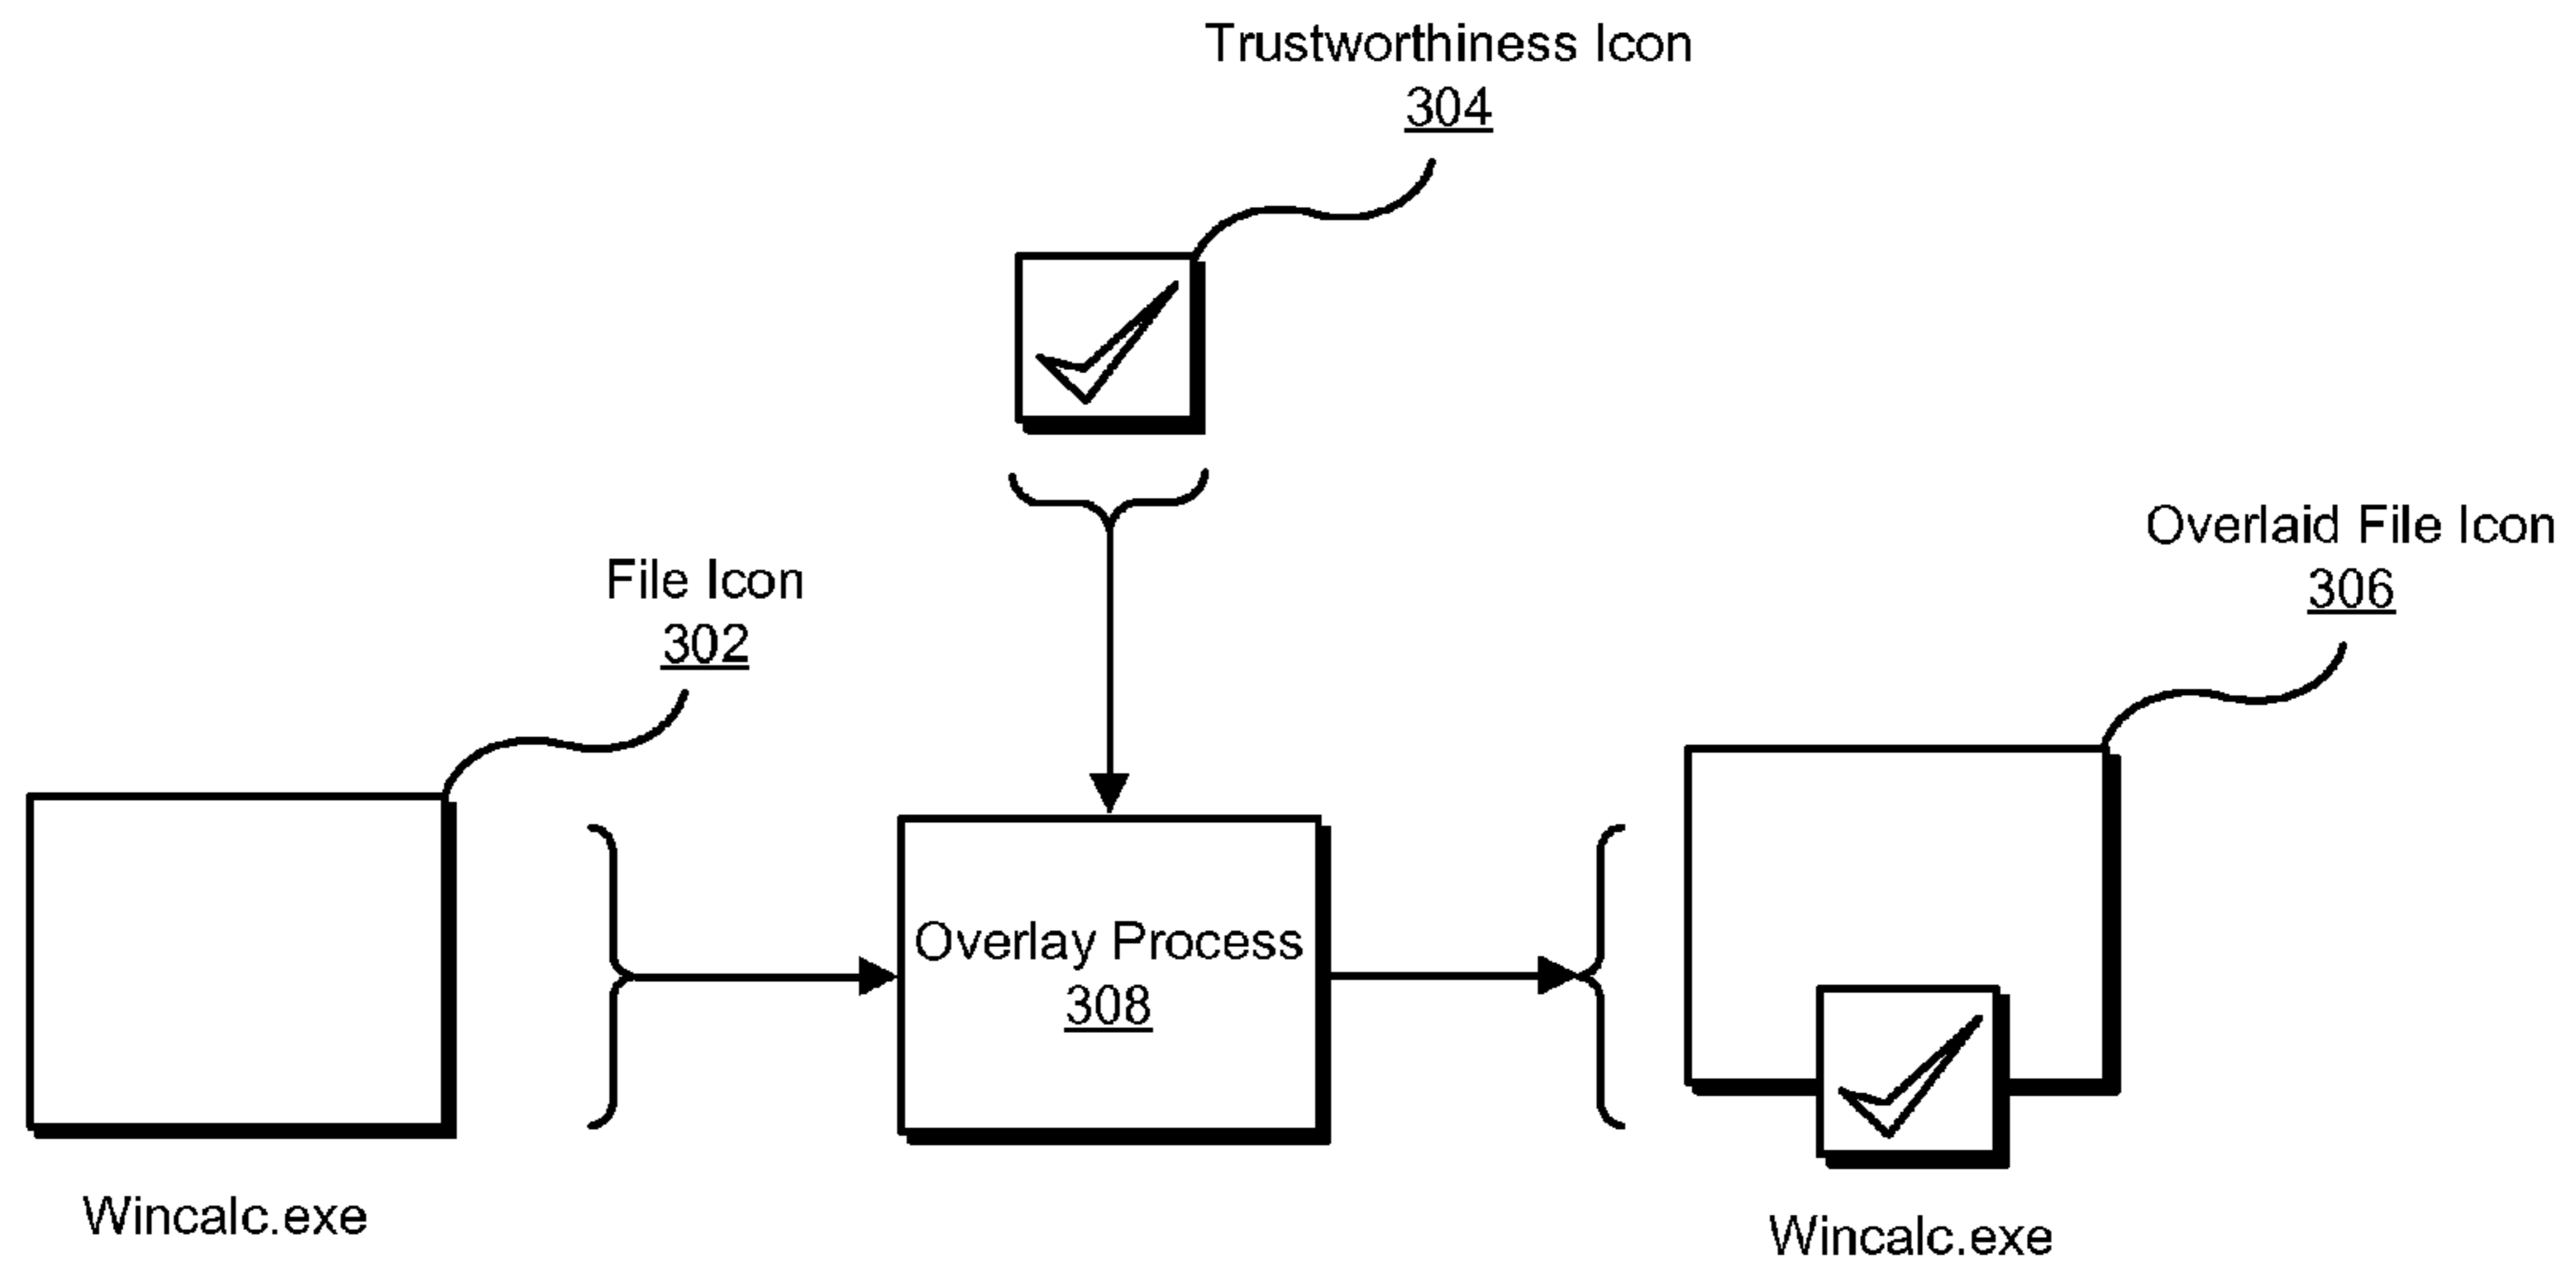 Trustworthiness Icon
304
Overlaid File Icon
306
File Icon
302
Overlay Process
308
Wincalc.exe
Wincalc.exe